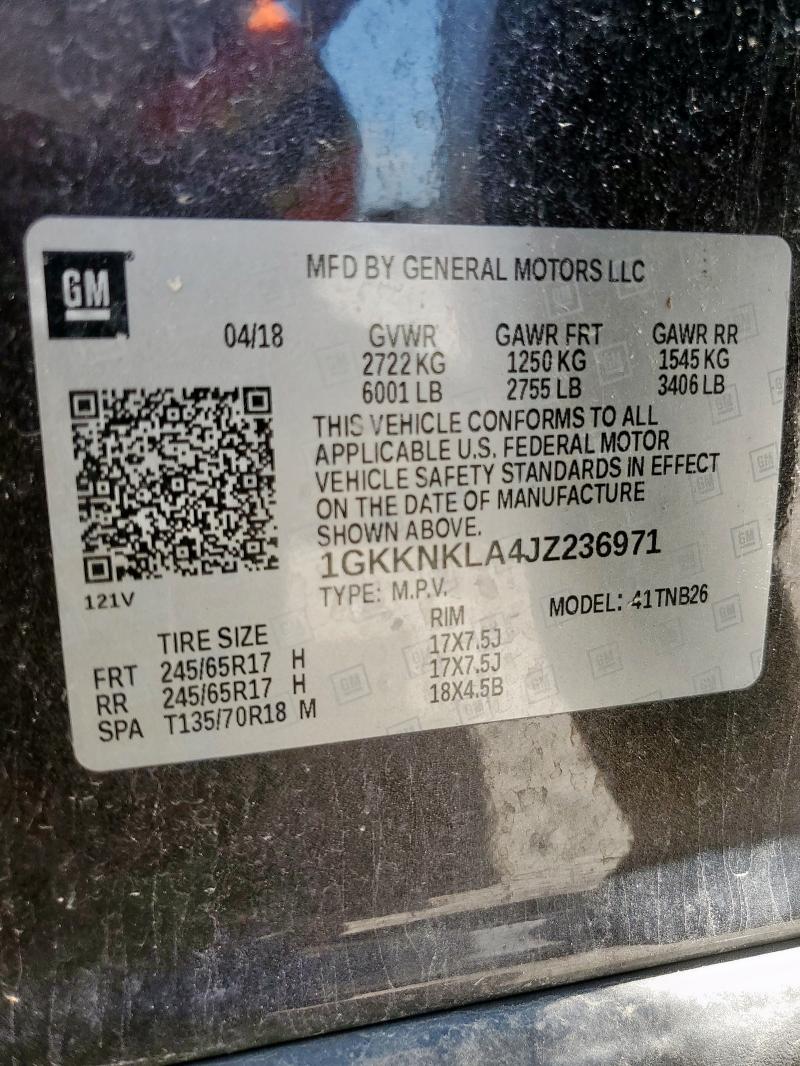 GM
MFD BY GENERAL MOTORS LLC
04/18 GVWR GAWR FRT GAWR RR
2722 KG 1250 KG 1545 KG
6001 LB 2755 LB 3406 LB
THIS VEHICLE CONFORMS TO ALL
APPLICABLE U.S. FEDERAL MOTOR
VEHICLE SAFETY STANDARDS IN EFFECT
ON THE DATE OF MANUFACTURE
SHOWN ABOVE.
1GKKNKLA4JZ236971
121V
TYPE: M.P.V. MODEL: 41TNB26
TIRE SIZE RIM
FRT 245/65R17 H 17X7.5J
RR 245/65R17 H 17X7.5J
SPA T135/70R18 M 18X4.5B